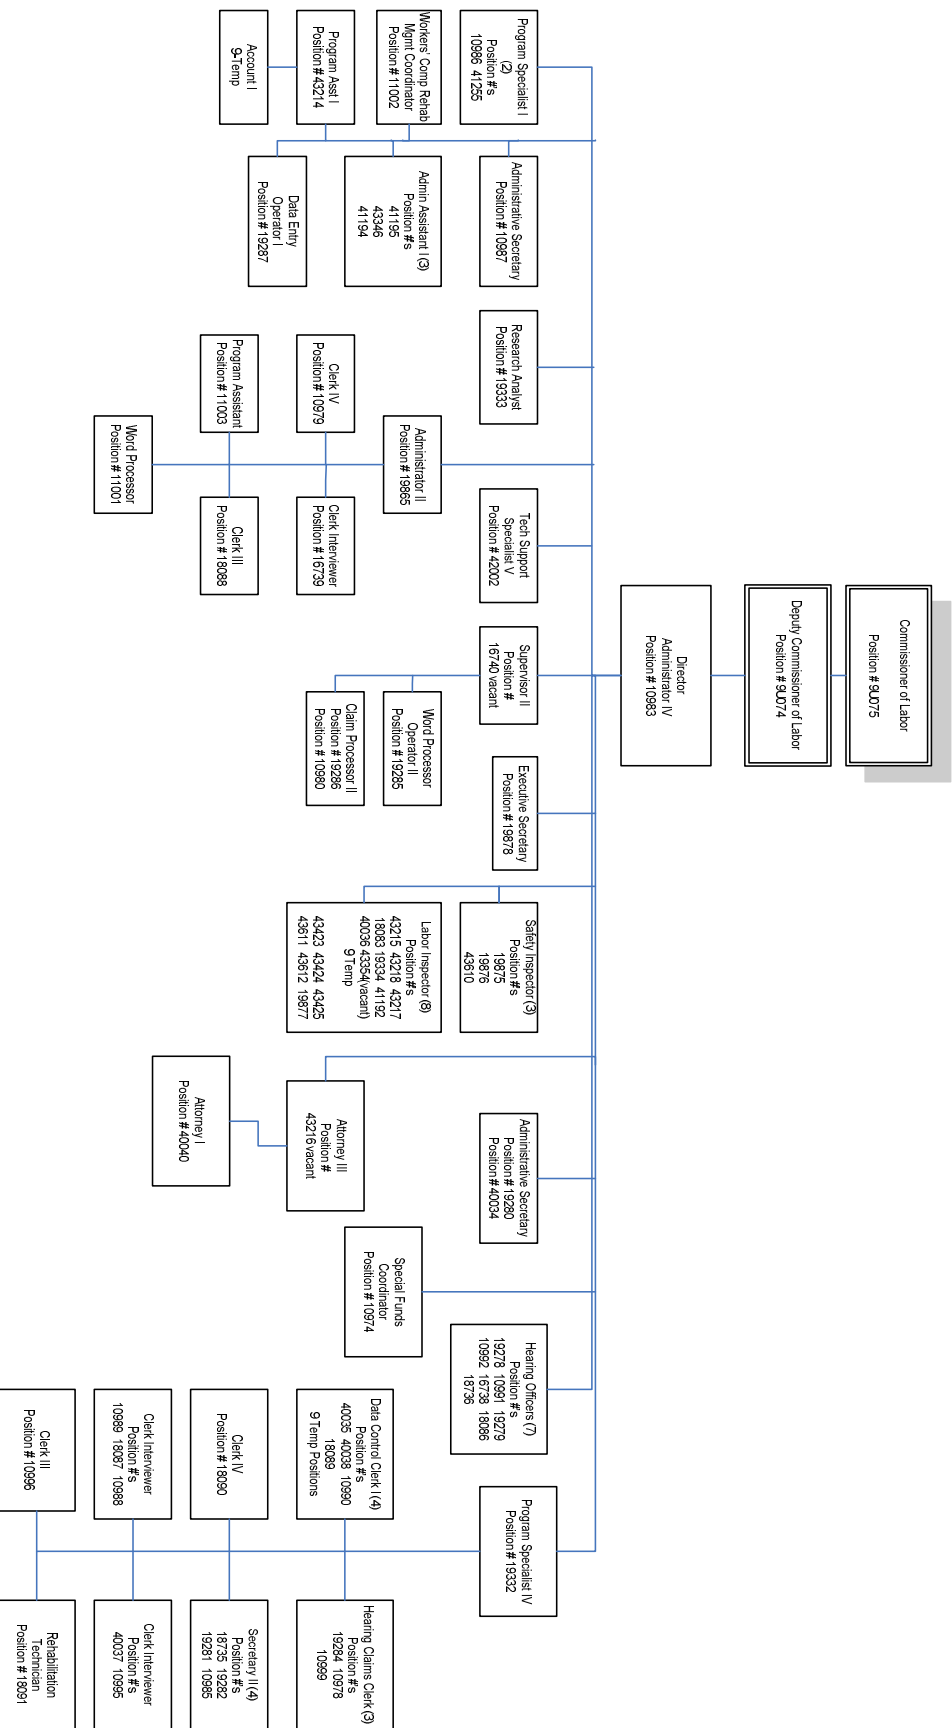 Commissioner of Labor
Position # 9U075
Deputy Commissioner of Labor
Position # 9U074
Director
Administrator IV
Position # 10983
Program Specialist I
(2)
Position #'s
10986 41255
Workers' Comp Rehab
Mgmt Coordinator
Position # 11002
Program Asst I
Position # 43214
Account I
9-Temp
Administrative Secretary
Position # 10987
Admin Assistant I (3)
Position #'s
41195
43346
41194
Data Entry
Operator I
Position # 19287
Research Analyst
Position # 19333
Administrator II
Position # 19865
Clerk IV
Position # 10979
Clerk Interviewer
Position # 16739
Program Assistant
Position # 11003
Clerk III
Position # 18088
Word Processor
Position # 11001
Tech Support
Specialist V
Position # 42002
Supervisor II
Position #
16740 vacant
Word Processor
Operator II
Position # 19285
Claim Processor II
Position # 19286
Position # 10980
Executive Secretary
Position # 19878
Safety Inspector (3)
Position #'s
19875
19876
43610
Labor Inspector (8)
Position #'s
43215 43218 43217
18083 19334 41192
40036 43354(vacant)
9 Temp
43423 43424 43425
43611 43612 19877
Attorney III
Position #
43216 vacant
Attorney I
Position # 40040
Administrative Secretary
Position # 19280
Position # 40034
Special Funds
Coordinator
Position # 10974
Hearing Officers (7)
Position #'s
19278 10991 19279
10992 16738 18086
18736
Program Specialist IV
Position # 19332
Data Control Clerk I (4)
Position #'s
40035 40038 10990
18089
9 Temp Positions
Hearing Claims Clerk (3)
Position #'s
19284 10978
10999
Clerk IV
Position # 18090
Secretary II (4)
Position #'s
18735 19282
19281 10985
Clerk Interviewer
Position #'s
10989 18087 10988
Clerk Interviewer
Position #'s
40037 10995
Clerk III
Position # 10996
Rehabilitation
Technician
Position # 18091